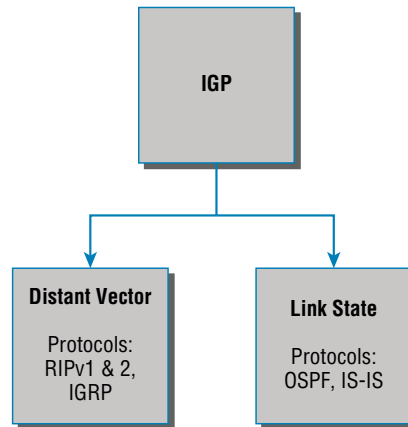 IGP
Distant Vector
Protocols:
RIPv1 & 2,
IGRP
Link State
Protocols:
OSPF, IS-IS